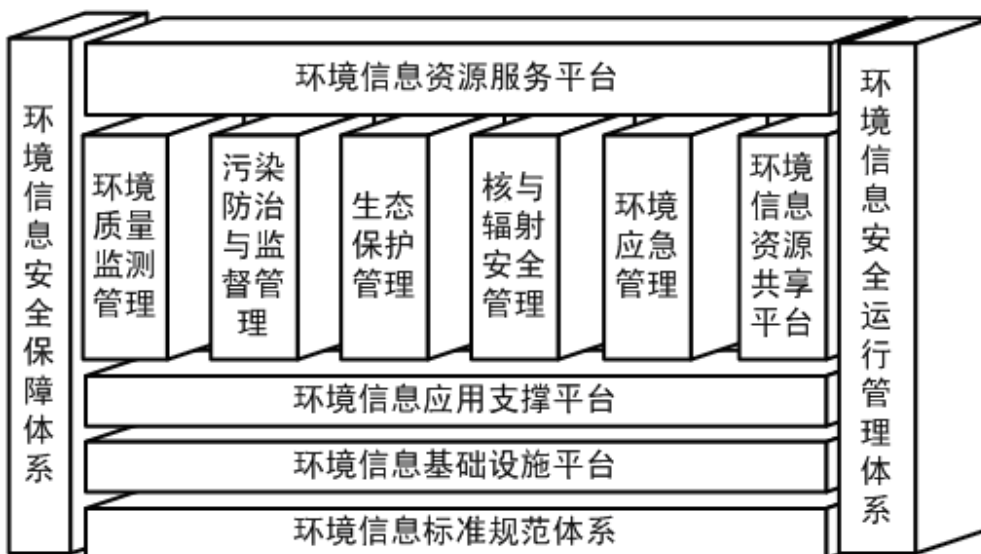 环境信息安全保障体系
环境信息资源服务平台
环境
质量
监测
管理
污染
防治
与监
督管
理
生态
保护
管理
核与
辐射
安全
管理
环境
应急
管理
环境
信息
资源
共享
平台
环境信息应用支撑平台
环境信息基础设施平台
环境信息标准规范体系
环境信息安全运行管理体系